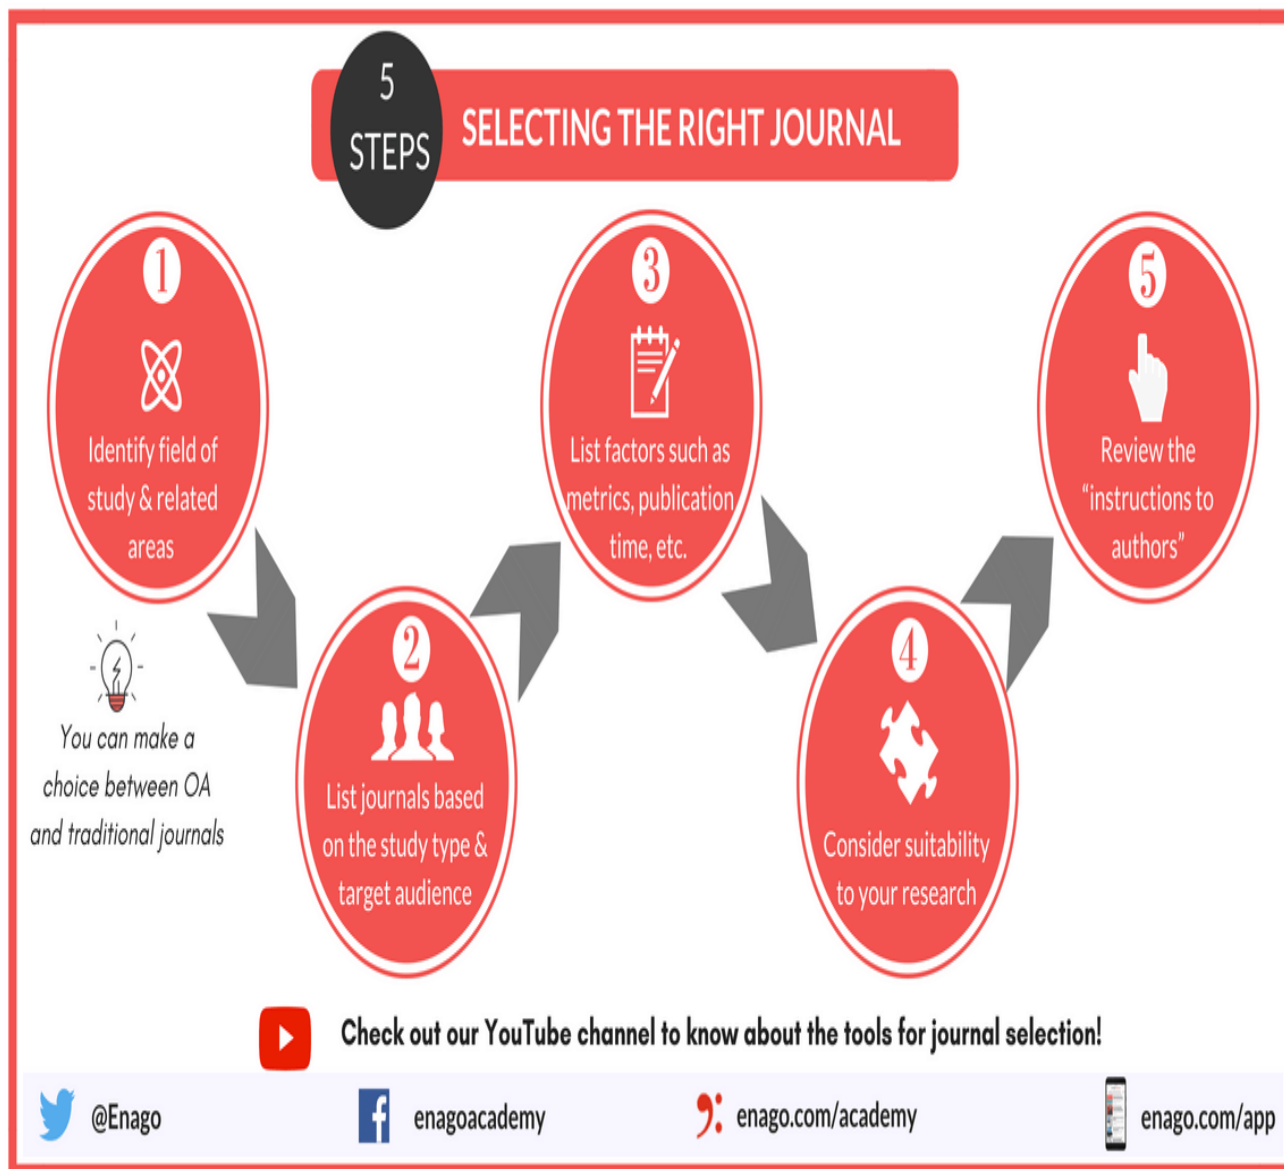 5
STEPS
SELECTING THE RIGHT JOURNAL
1
Identify field of
study & related
areas
You can make a
choice between OA
and traditional journals
2
List journals based
on the study type &
target audience
3
List factors such as
metrics, publication
time, etc.
4
Consider suitability
to your research
5
Review the
“instructions to
authors”
Check out our YouTube channel to know about the tools for journal selection!
@Enago
enagoacademy
enago.com/academy
enago.com/app